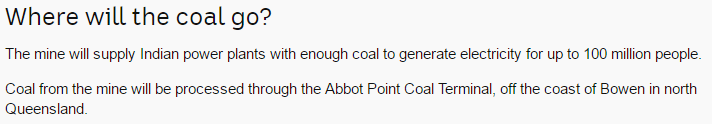 Where will the coal go?
The mine will supply Indian power plants with enough coal to generate electricity for up to 100 million people.
Coal from the mine will be processed through the Abbot Point Coal Terminal, off the coast of Bowen in north
Queensland.